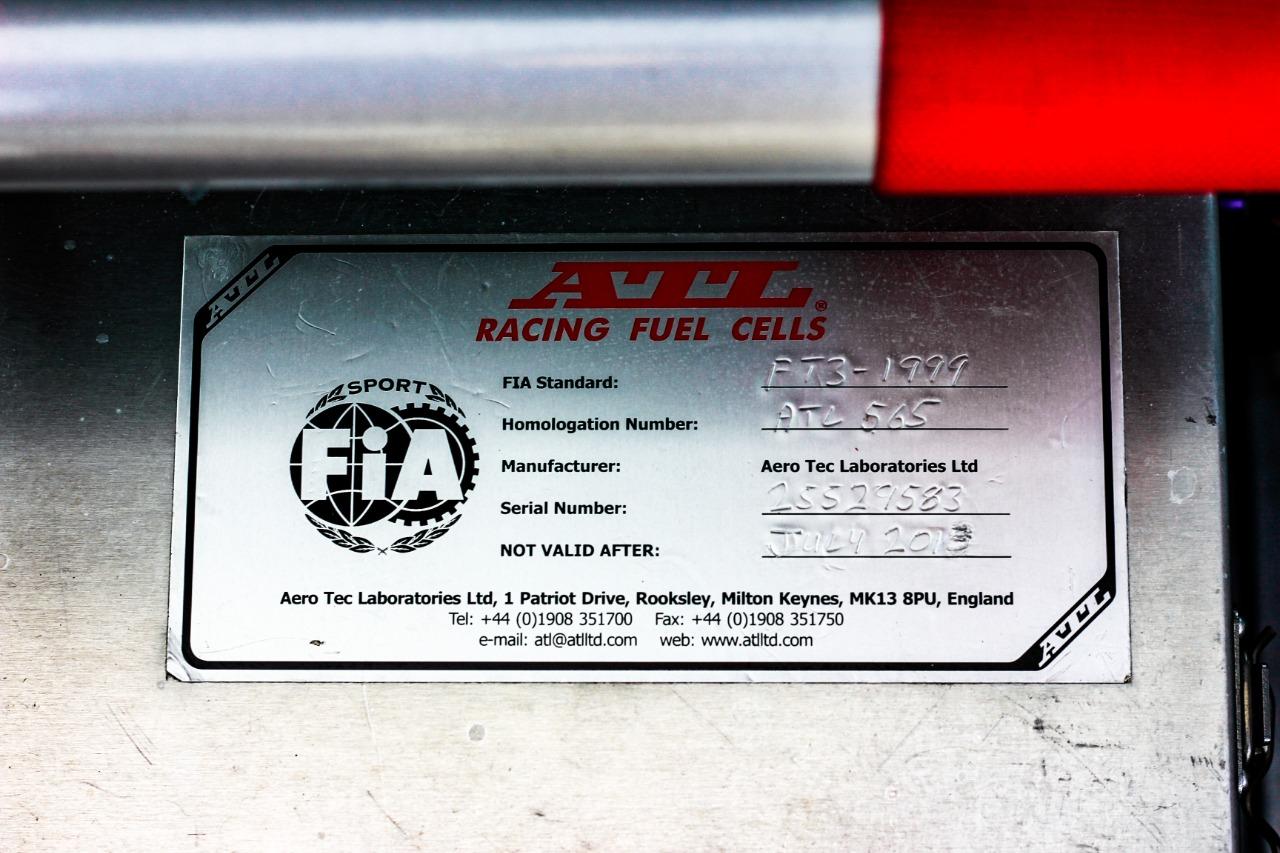 ATL
ATL®
RACING FUEL CELLS
FIA Standard: FT3-1999
SPORT
Homologation Number: ATL 565
FiA
Manufacturer: Aero Tec Laboratories Ltd
Serial Number: 25529583
NOT VALID AFTER: JULY
Aero Tec Laboratories Ltd, 1 Patriot Drive, Rooksley, Milton Keynes, MK13 8PU, England
Tel: +44 (0)1908 351700 Fax: +44 (0)1908 351750
e-mail: atl@atlltd.com web: www.atlltd.com
ATL